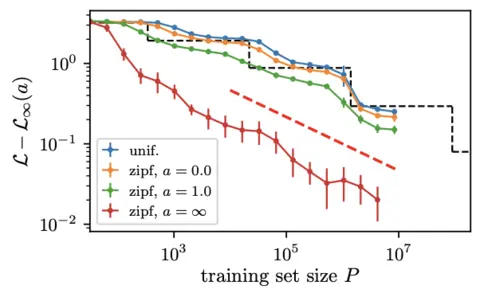 10⁰
10⁻¹
10⁻²
ℒ − ℒ∞(a)
unif.
zipf, a = 0.0
zipf, a = 1.0
zipf, a = ∞
10³ 10⁵ 10⁷
training set size P